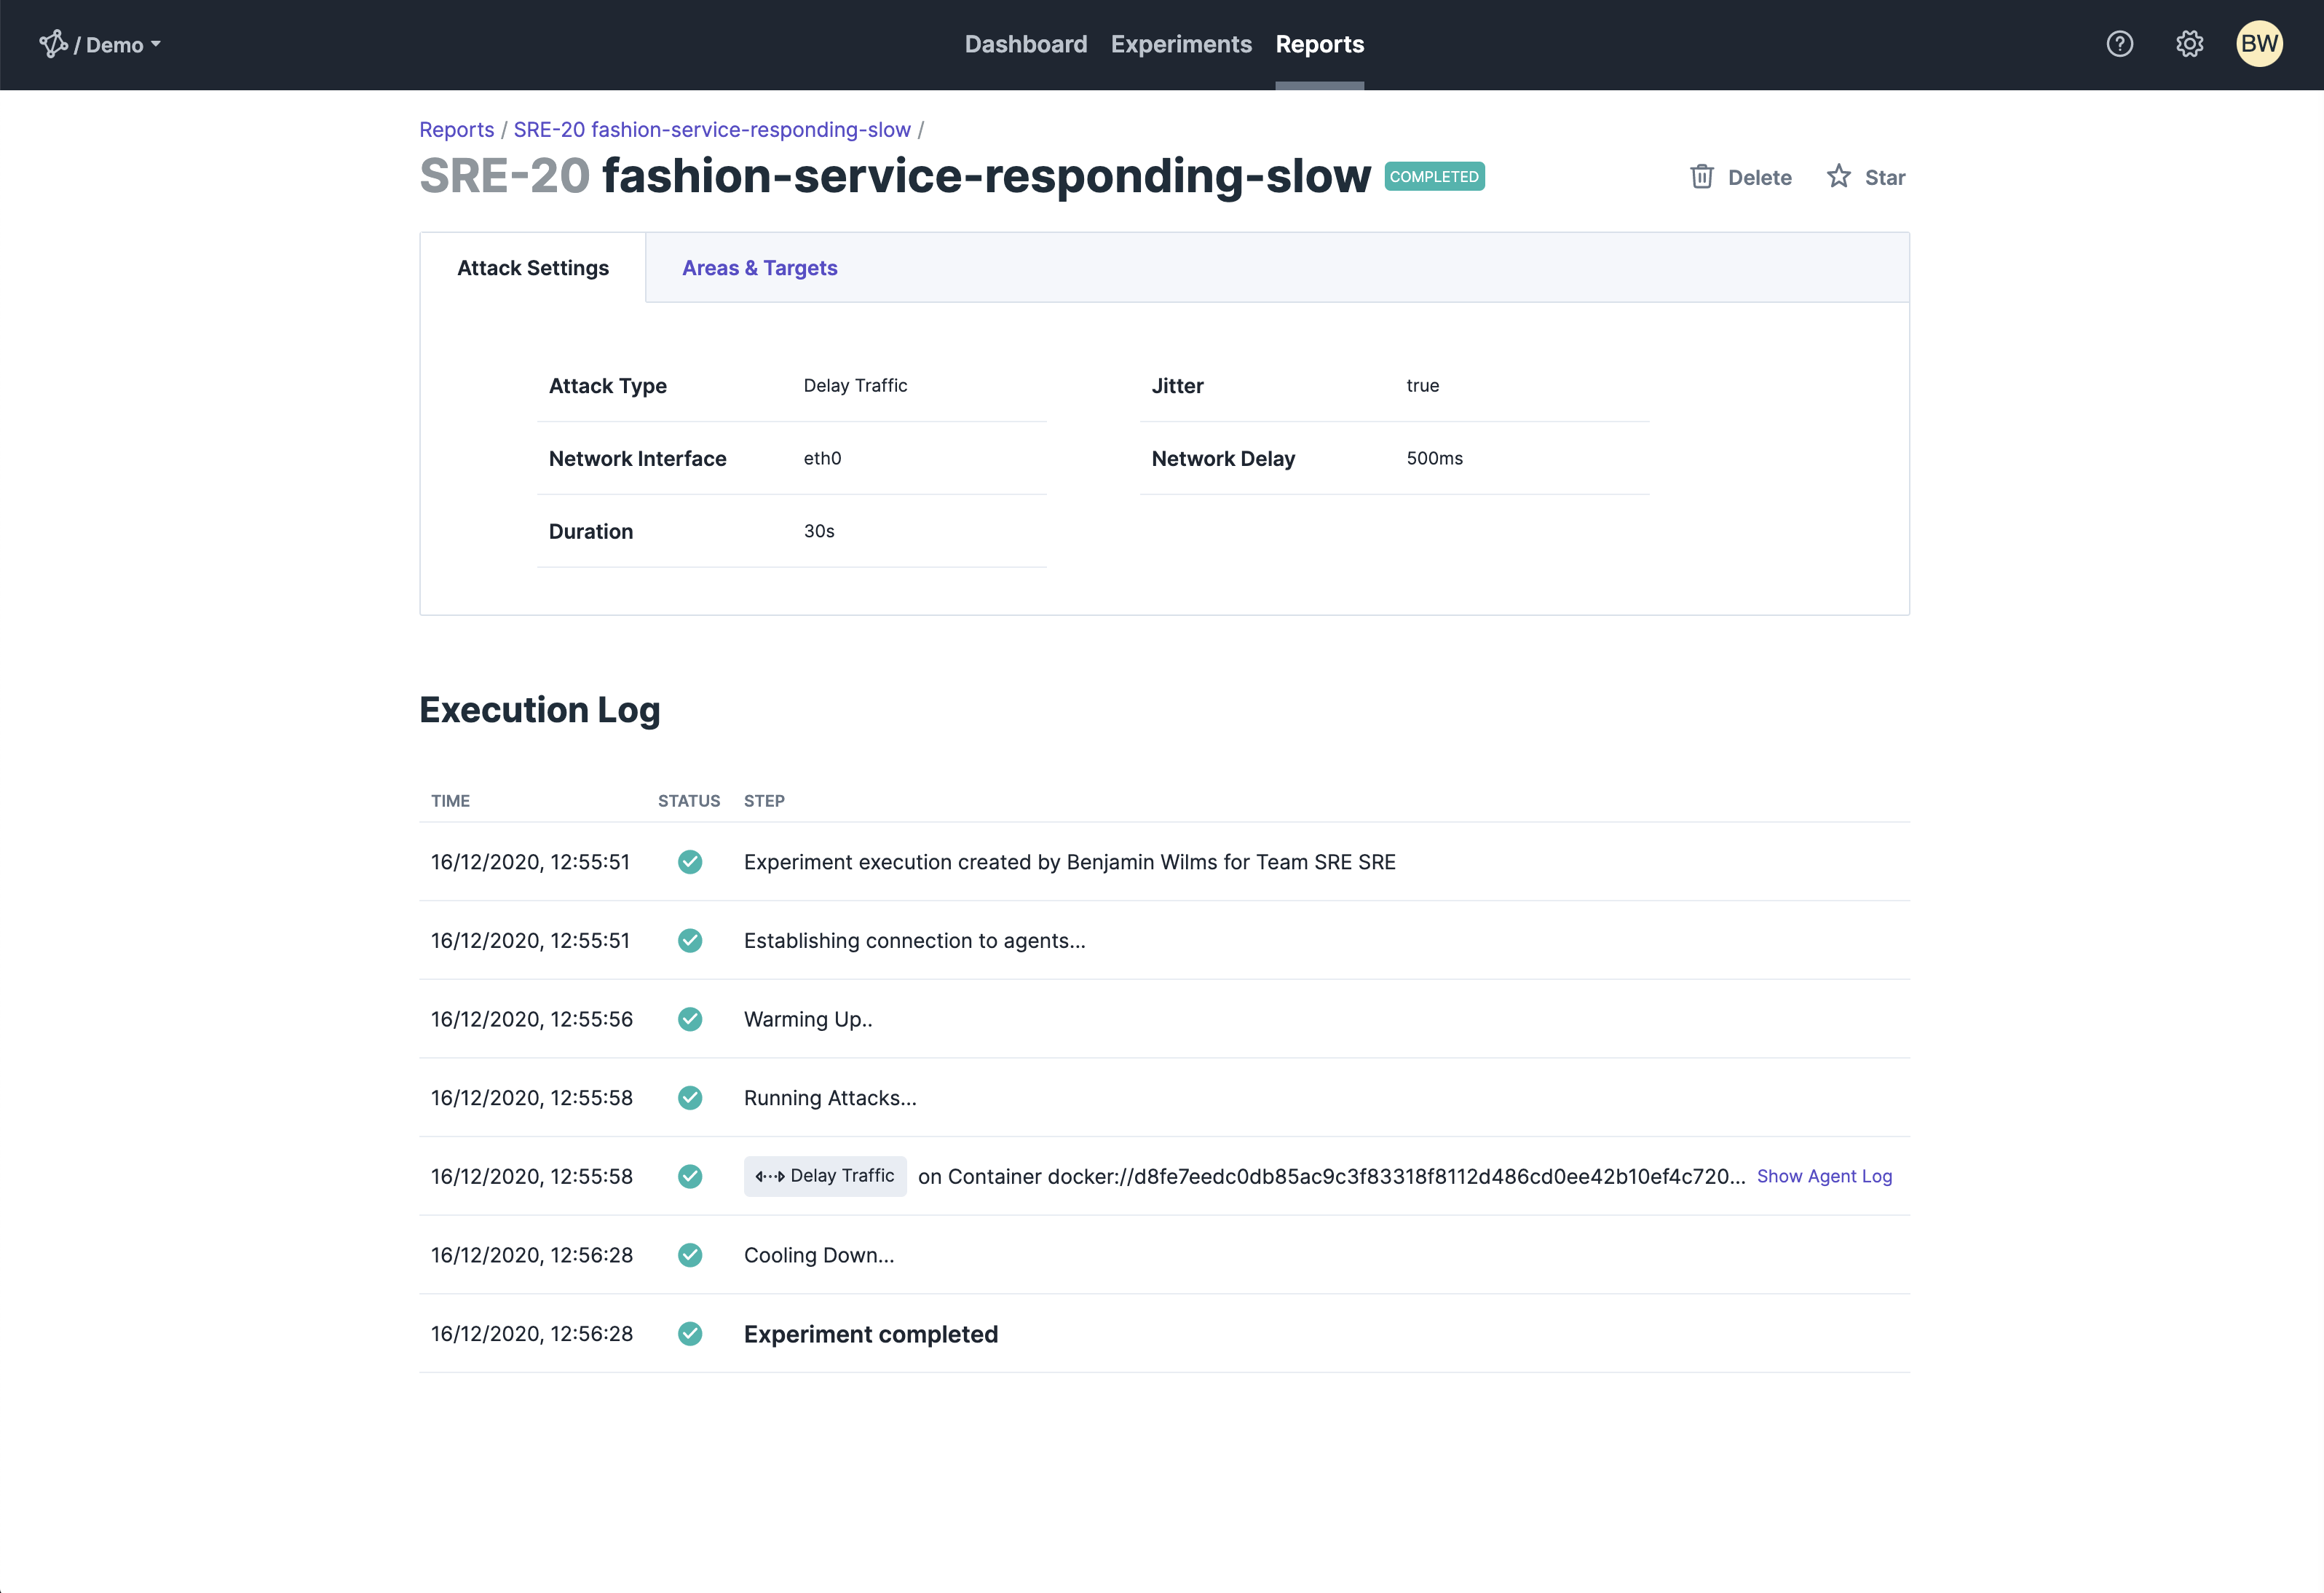 / Demo
Dashboard Experiments Reports
BW
Reports / SRE-20 fashion-service-responding-slow /
SRE-20 fashion-service-responding-slow COMPLETED
Delete Star
Attack Settings Areas & Targets
Attack Type Delay Traffic Jitter true
Network Interface eth0 Network Delay 500ms
Duration 30s
Execution Log
TIME STATUS STEP
16/12/2020, 12:55:51 Experiment execution created by Benjamin Wilms for Team SRE SRE
16/12/2020, 12:55:51 Establishing connection to agents...
16/12/2020, 12:55:56 Warming Up..
16/12/2020, 12:55:58 Running Attacks...
16/12/2020, 12:55:58 Delay Traffic on Container docker://d8fe7eedc0db85ac9c3f83318f8112d486cd0ee42b10ef4c720... Show Agent Log
16/12/2020, 12:56:28 Cooling Down...
16/12/2020, 12:56:28 Experiment completed